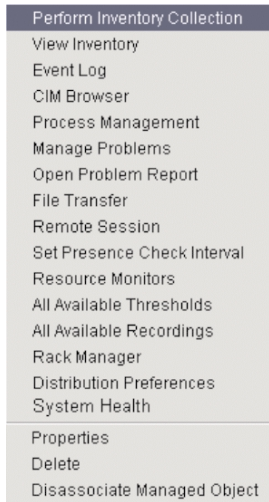 Perform Inventory Collection
View Inventory
Event Log
CIM Browser
Process Management
Manage Problems
Open Problem Report
File Transfer
Remote Session
Set Presence Check Interval
Resource Monitors
All Available Thresholds
All Available Recordings
Rack Manager
Distribution Preferences
System Health
Properties
Delete
Disassociate Managed Object